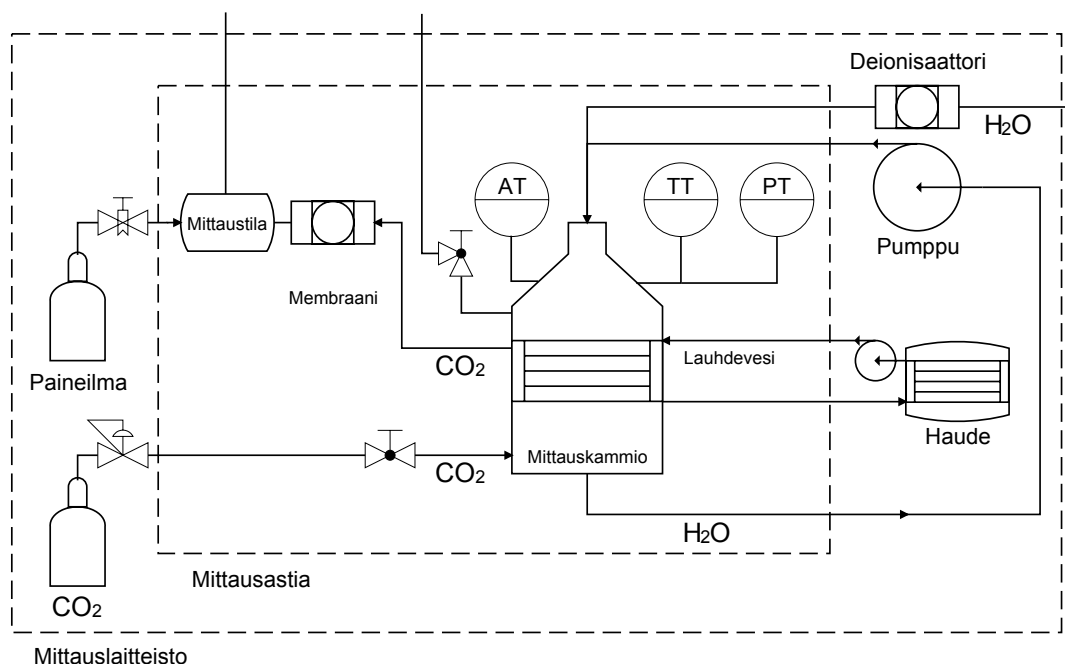 Deionisaattori
H2O
AT
TT
PT
Mittaustila
Pumppu
Membraani
Paineilma
CO2
Lauhdevesi
Haude
Mittauskammio
CO2
H2O
Mittausastia
CO2
Mittauslaitteisto